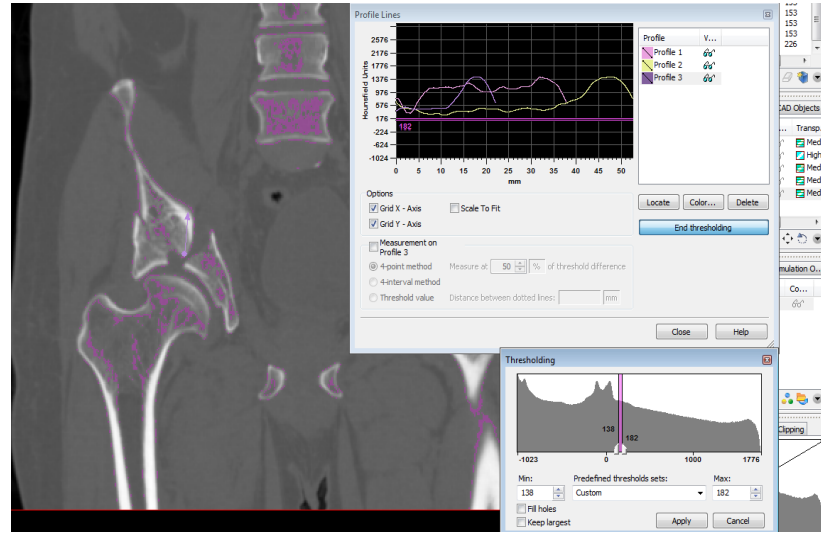 Profile Lines
2576
2176
1776
1376
976
576
176
-224
-624
-1024
Hounsfield Units
182
0 5 10 15 20 25 30 35 40 45 50
mm
Profile V...
Profile 1
Profile 2
Profile 3
Locate Color... Delete
End thresholding
Options
Grid X - Axis Scale To Fit
Grid Y - Axis
Measurement on
Profile 3
4-point method Measure at 50 % of threshold difference
4-interval method
Threshold value Distance between dotted lines: mm
Close Help
153
153
226
CAD Objects
... Transp.
Med
High
Med
Med
Med
mulation O...
Co...
Clipping
Thresholding
138
182
-1023 0 1000 1776
Min: Predefined thresholds sets: Max:
138 Custom 182
Fill holes
Keep largest
Apply Cancel